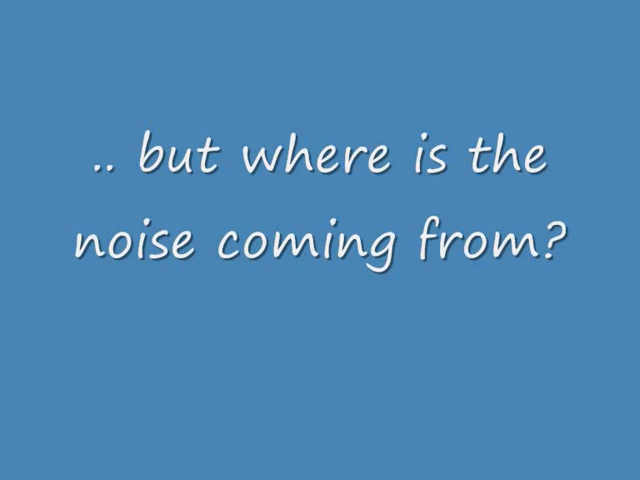 .. but where is the
noise coming from?